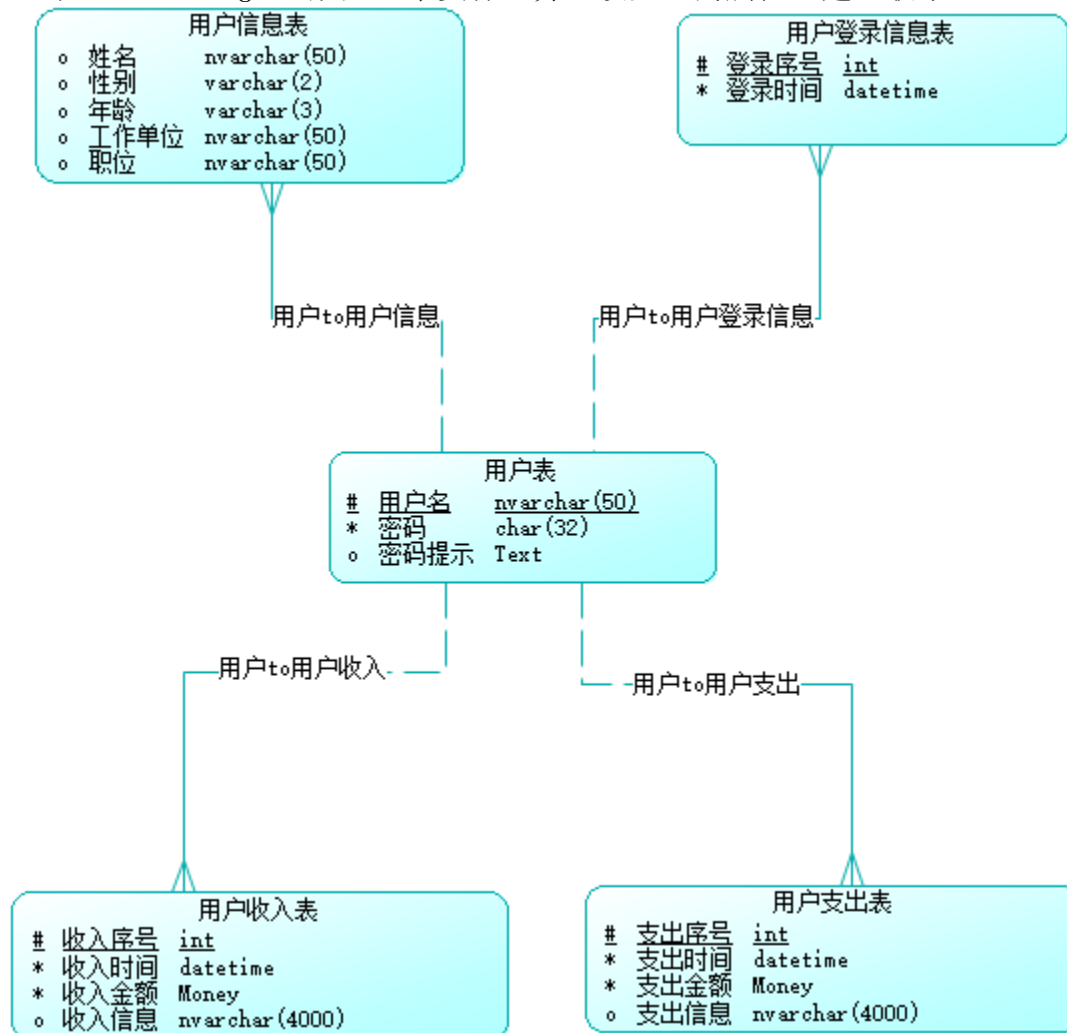 用户信息表
o 姓名 nvarchar(50)
o 性别 varchar(2)
o 年龄 varchar(3)
o 工作单位 nvarchar(50)
o 职位 nvarchar(50)
用户登录信息表
# 登录序号 int
* 登录时间 datetime
用户to用户信息
用户to用户登录信息
用户表
# 用户名 nvarchar(50)
* 密码 char(32)
o 密码提示 Text
用户to用户收入
用户to用户支出
用户收入表
# 收入序号 int
* 收入时间 datetime
* 收入金额 Money
o 收入信息 nvarchar(4000)
用户支出表
# 支出序号 int
* 支出时间 datetime
* 支出金额 Money
o 支出信息 nvarchar(4000)